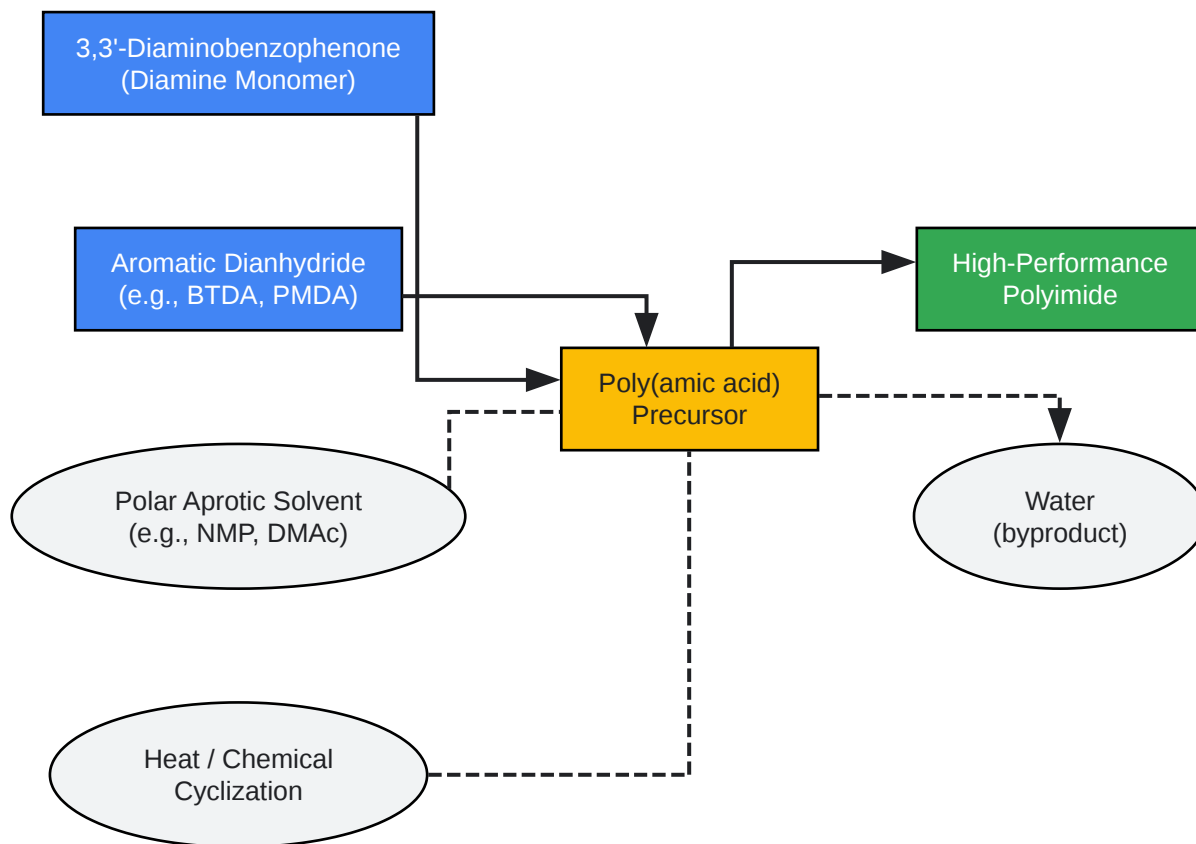 3,3'-Diaminobenzophenone
(Diamine Monomer)
Aromatic Dianhydride
(e.g., BTDA, PMDA)
High-Performance
Polyimide
Poly(amic acid)
Precursor
Polar Aprotic Solvent
(e.g., NMP, DMAc)
Water
(byproduct)
Heat / Chemical
Cyclization